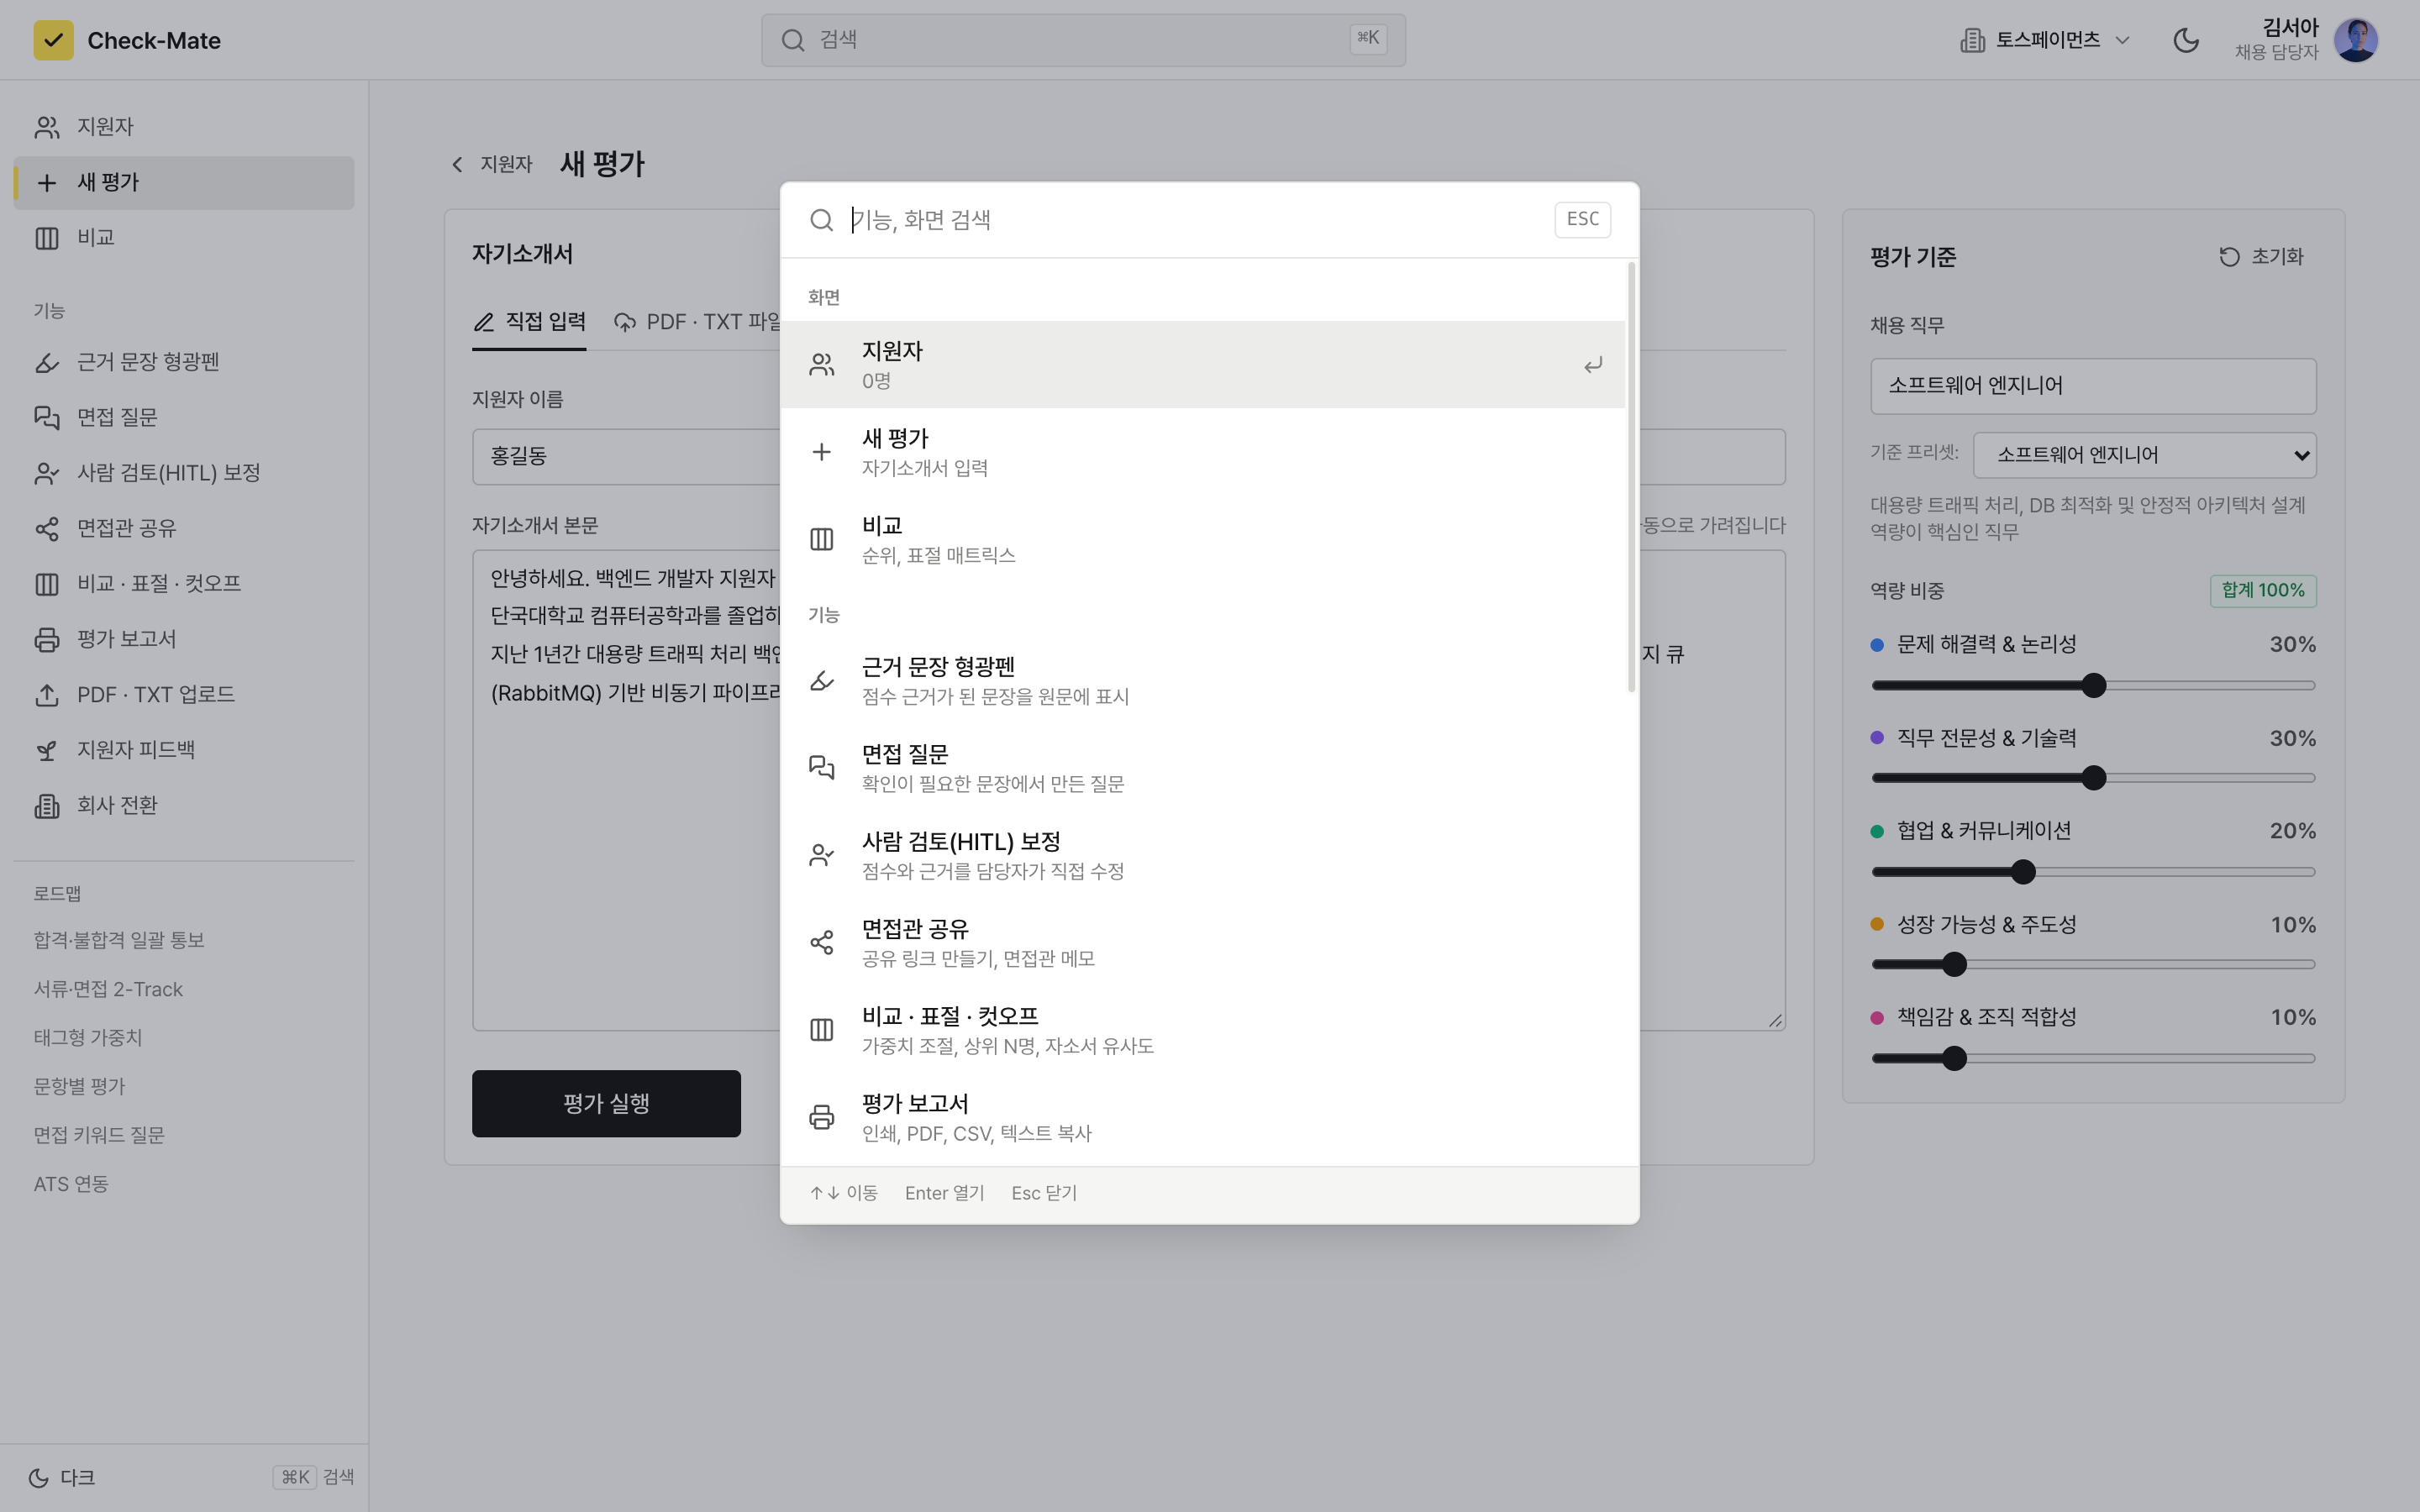 Check-Mate
검색
⌘K
토스페이먼츠
김서아
채용 담당자
지원자
새 평가
비교
기능
근거 문장 형광펜
면접 질문
사람 검토(HITL) 보정
면접관 공유
비교 · 표절 · 컷오프
평가 보고서
PDF · TXT 업로드
지원자 피드백
회사 전환
로드맵
합격·불합격 일괄 통보
서류·면접 2-Track
태그형 가중치
문항별 평가
면접 키워드 질문
ATS 연동
다크
⌘K 검색
지원자
새 평가
자기소개서
직접 입력
PDF · TXT 파일
지원자 이름
홍길동
자기소개서 본문
동으로 가려집니다
안녕하세요. 백엔드 개발자 지원자
단국대학교 컴퓨터공학과를 졸업하
지난 1년간 대용량 트래픽 처리 백엔
지 큐
(RabbitMQ) 기반 비동기 파이프라
평가 실행
기능, 화면 검색
ESC
화면
지원자
0명
새 평가
자기소개서 입력
비교
순위, 표절 매트릭스
기능
근거 문장 형광펜
점수 근거가 된 문장을 원문에 표시
면접 질문
확인이 필요한 문장에서 만든 질문
사람 검토(HITL) 보정
점수와 근거를 담당자가 직접 수정
면접관 공유
공유 링크 만들기, 면접관 메모
비교 · 표절 · 컷오프
가중치 조절, 상위 N명, 자소서 유사도
평가 보고서
인쇄, PDF, CSV, 텍스트 복사
↑↓ 이동
Enter 열기
Esc 닫기
평가 기준
초기화
채용 직무
소프트웨어 엔지니어
기준 프리셋:
소프트웨어 엔지니어
대용량 트래픽 처리, DB 최적화 및 안정적 아키텍처 설계
역량이 핵심인 직무
역량 비중
합계 100%
문제 해결력 & 논리성
30%
직무 전문성 & 기술력
30%
협업 & 커뮤니케이션
20%
성장 가능성 & 주도성
10%
책임감 & 조직 적합성
10%